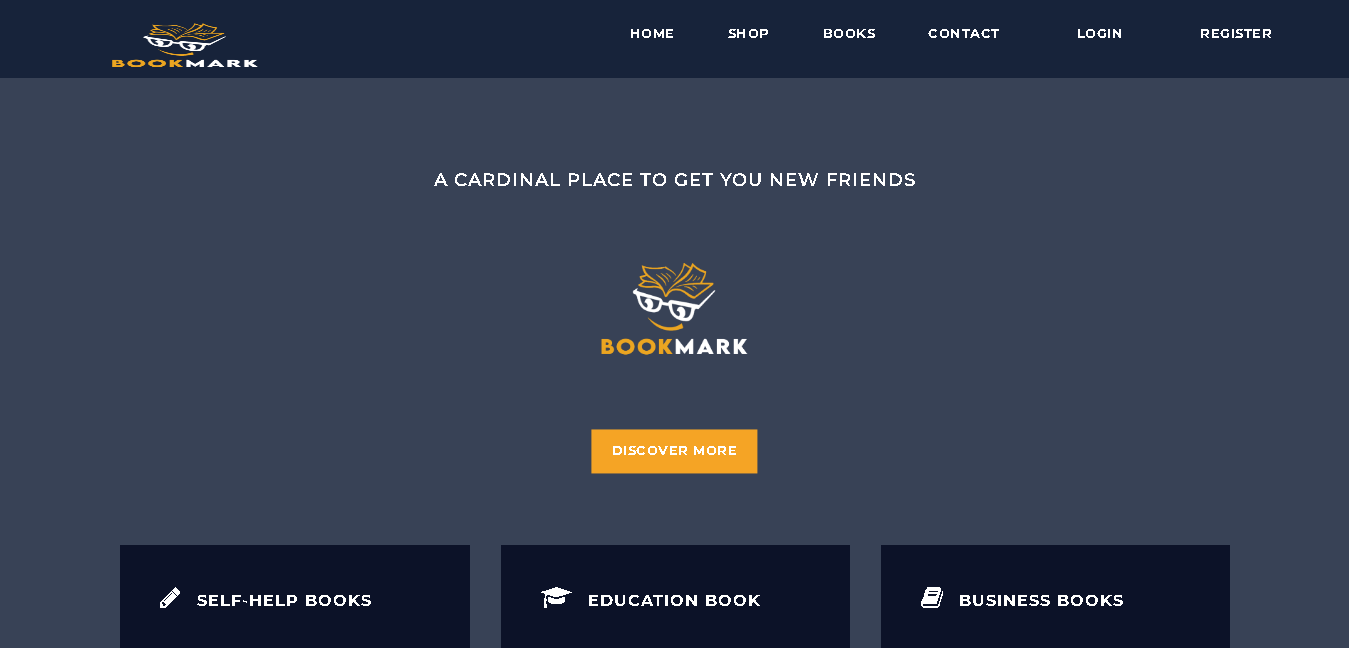 BOOKMARK
HOME SHOP BOOKS CONTACT LOGIN REGISTER
A CARDINAL PLACE TO GET YOU NEW FRIENDS
BOOKMARK
DISCOVER MORE
SELF-HELP BOOKS
EDUCATION BOOK
BUSINESS BOOKS